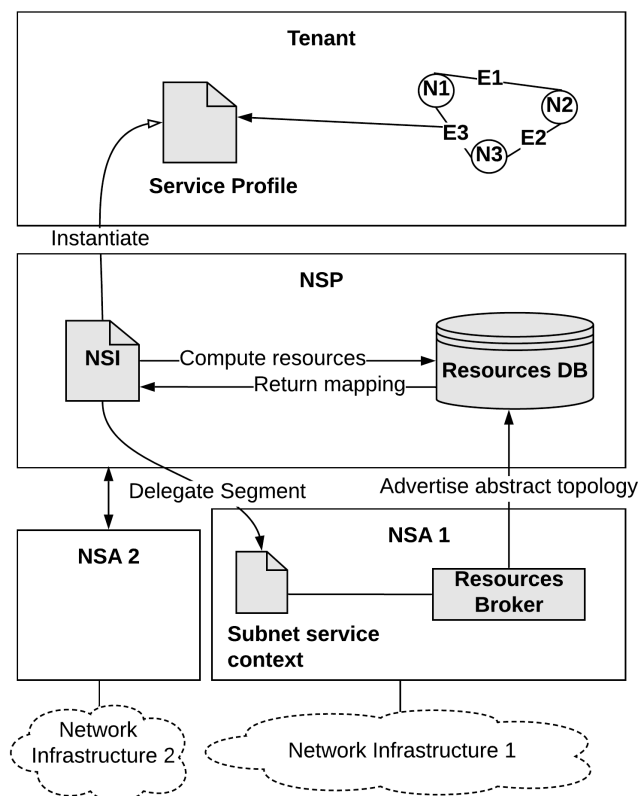 Tenant
N1
E1
N2
E3
E2
N3
Service Profile
Instantiate
NSP
NSI
Compute resources
Return mapping
Resources DB
Delegate Segment
Advertise abstract topology
NSA 2
NSA 1
Resources
Broker
Subnet service
context
Network
Infrastructure 2
Network Infrastructure 1